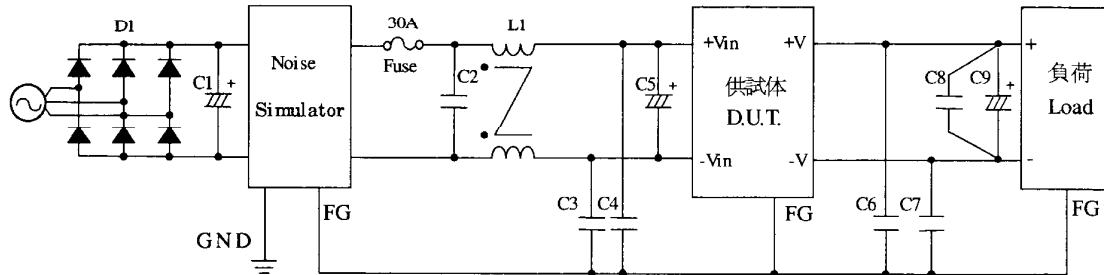 D1
C1
+
Noise
Simulator
FG
GND
30A
Fuse
C2
L1
C3
C4
C5
+
+Vin
-Vin
供試体
D.U.T.
+V
-V
FG
C6
C7
C8
C9
+
+
-
負荷
Load
FG